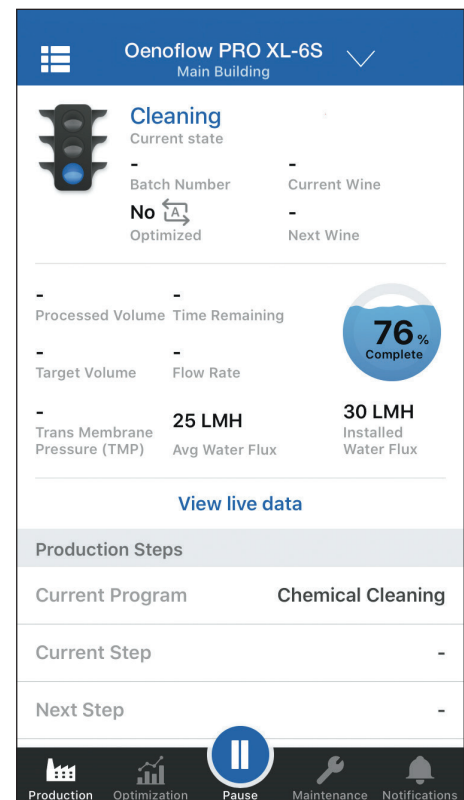 Oenoflow PRO XL-6S
Main Building
Cleaning
Current state
- -
Batch Number Current Wine
No A -
Optimized Next Wine
- -
Processed Volume Time Remaining
76%
Complete
- -
Target Volume Flow Rate
- 25 LMH 30 LMH
Trans Membrane Installed
Pressure (TMP) Avg Water Flux Water Flux
View live data
Production Steps
Current Program Chemical Cleaning
Current Step -
Next Step -
Production Optimization Pause Maintenance Notifications